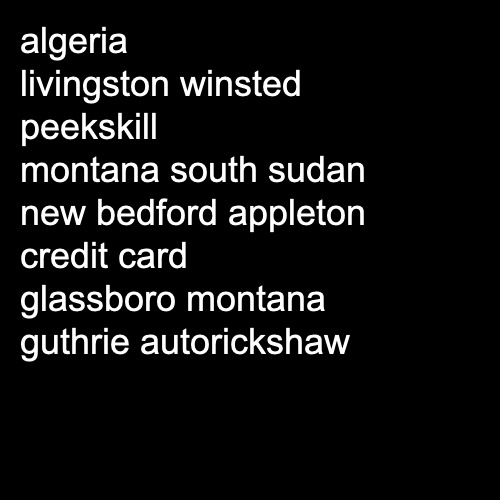 algeria
livingston winsted
peekskill
montana south sudan
new bedford appleton
credit card
glassboro montana
guthrie autorickshaw